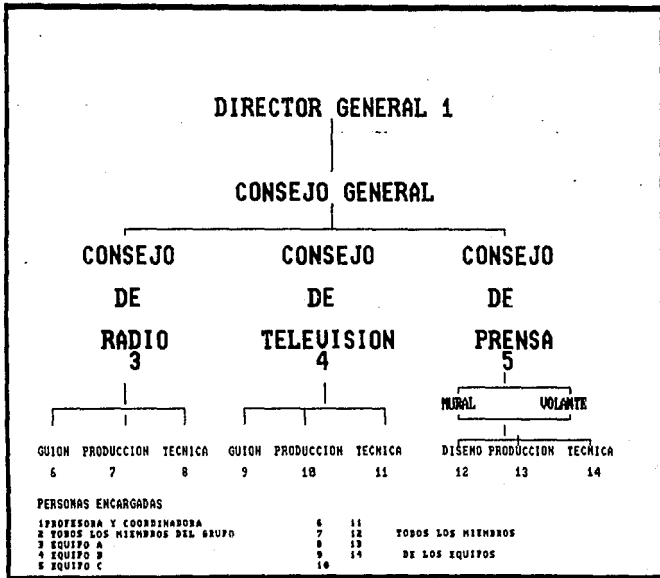 DIRECTOR GENERAL 1
CONSEJO GENERAL
CONSEJO CONSEJO CONSEJO
DE DE DE
RADIO TELEVISION PRENSA
3 4 5
MURAL VOLANTE
GUION PRODUCCION TECNICA GUION PRODUCCION TECNICA DISENO PRODUCCION TECNICA
6 7 8 9 10 11 12 13 14
PERSONAS ENCARGADAS
1 PROFESORA Y COORDINADORA 6 11
2 TODOS LOS MIEMBROS DEL GRUPO 7 12 TODOS LOS MIEMBROS
3 EQUIPO A 8 13
4 EQUIPO B 9 14 DE LOS EQUIPOS
5 EQUIPO C 10